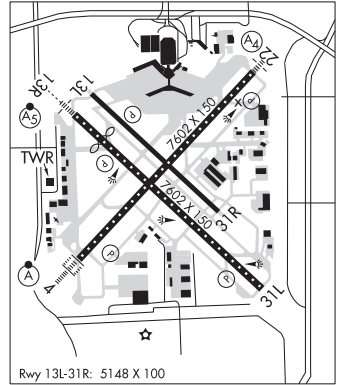 A4
22
13R
13L
P
P
X
A5
7602 X 150
P
TWR
7602 X 150
31R
P
A
4
P
31L
Rwy 13L-31R: 5148 X 100